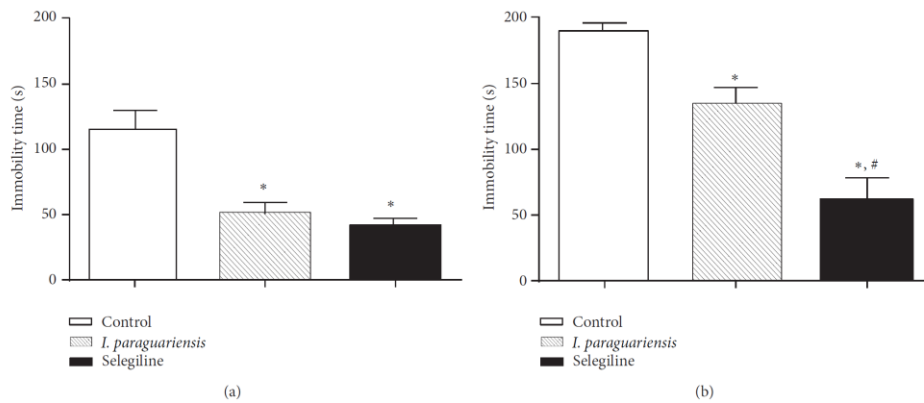 200
150
100
50
0
Immobility time (s)
*
*
Control
I. paraguariensis
Selegiline
(a)
200
150
100
50
0
Immobility time (s)
*
*, #
Control
I. paraguariensis
Selegiline
(b)